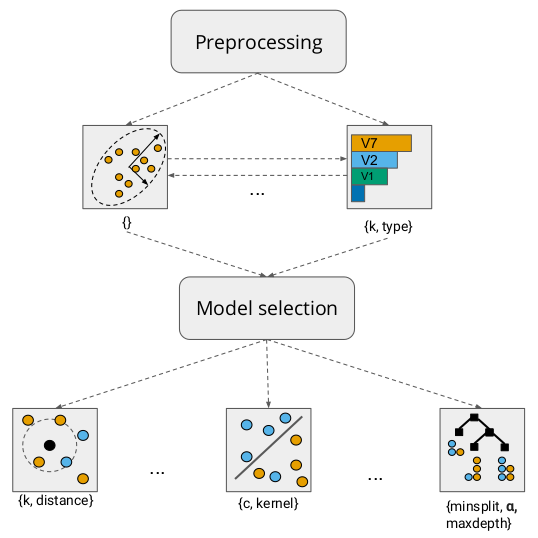 Preprocessing
V7
V2
V1
...
{}
{k, type}
Model selection
...
...
{k, distance}
{c, kernel}
{minsplit, α,
maxdepth}